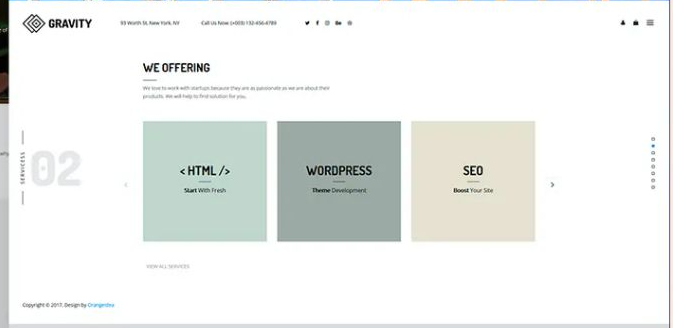 GRAVITY
93 Worth St, New York, NY
Call Us Now: (+003) 132-456-6789
WE OFFERING
We love to work with startups because they are as passionate as we are about their
products. We will help to find solution for you.
SERVICES
02
< HTML />
Start With Fresh
WORDPRESS
Theme Development
SEO
Boost Your Site
VIEW ALL SERVICES
Copyright © 2017, Design by